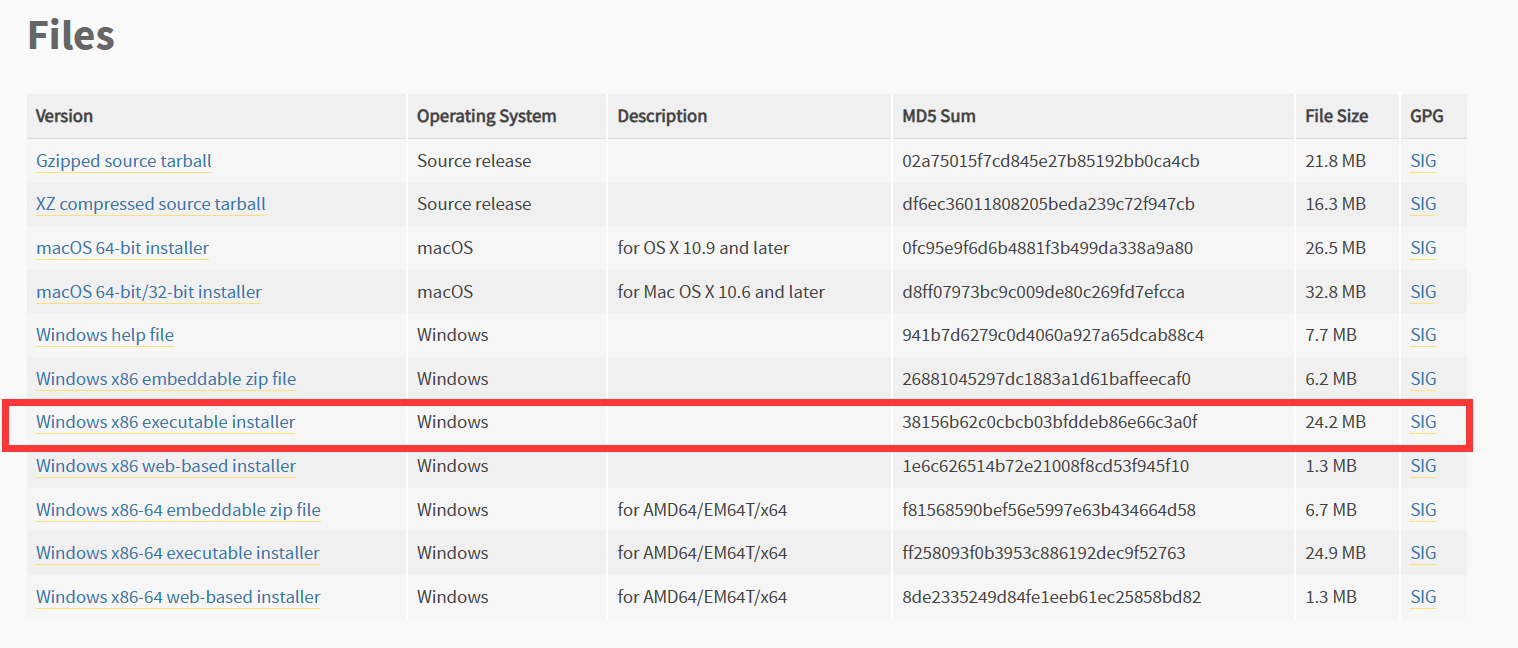 Files
Version Operating System Description MD5 Sum File Size GPG
Gzipped source tarball Source release 02a75015f7cd845e27b85192bb0ca4cb 21.8 MB SIG
XZ compressed source tarball Source release df6ec36011808205beda239c72f947cb 16.3 MB SIG
macOS 64-bit installer macOS for OS X 10.9 and later 0fc95e9f6d6b4881f3b499da338a9a80 26.5 MB SIG
macOS 64-bit/32-bit installer macOS for Mac OS X 10.6 and later d8ff07973bc9c009de80c269fd7efcca 32.8 MB SIG
Windows help file Windows 941b7d6279c0d4060a927a65dcab88c4 7.7 MB SIG
Windows x86 embeddable zip file Windows 26881045297dc1883a1d61baffeecaf0 6.2 MB SIG
Windows x86 executable installer Windows 38156b62c0cbcb03bfddeb86e66c3a0f 24.2 MB SIG
Windows x86 web-based installer Windows 1e6c626514b72e21008f8cd53f945f10 1.3 MB SIG
Windows x86-64 embeddable zip file Windows for AMD64/EM64T/x64 f81568590bef56e5997e63b434664d58 6.7 MB SIG
Windows x86-64 executable installer Windows for AMD64/EM64T/x64 ff258093f0b3953c886192dec9f52763 24.9 MB SIG
Windows x86-64 web-based installer Windows for AMD64/EM64T/x64 8de2335249d84fe1eeb61ec25858bd82 1.3 MB SIG